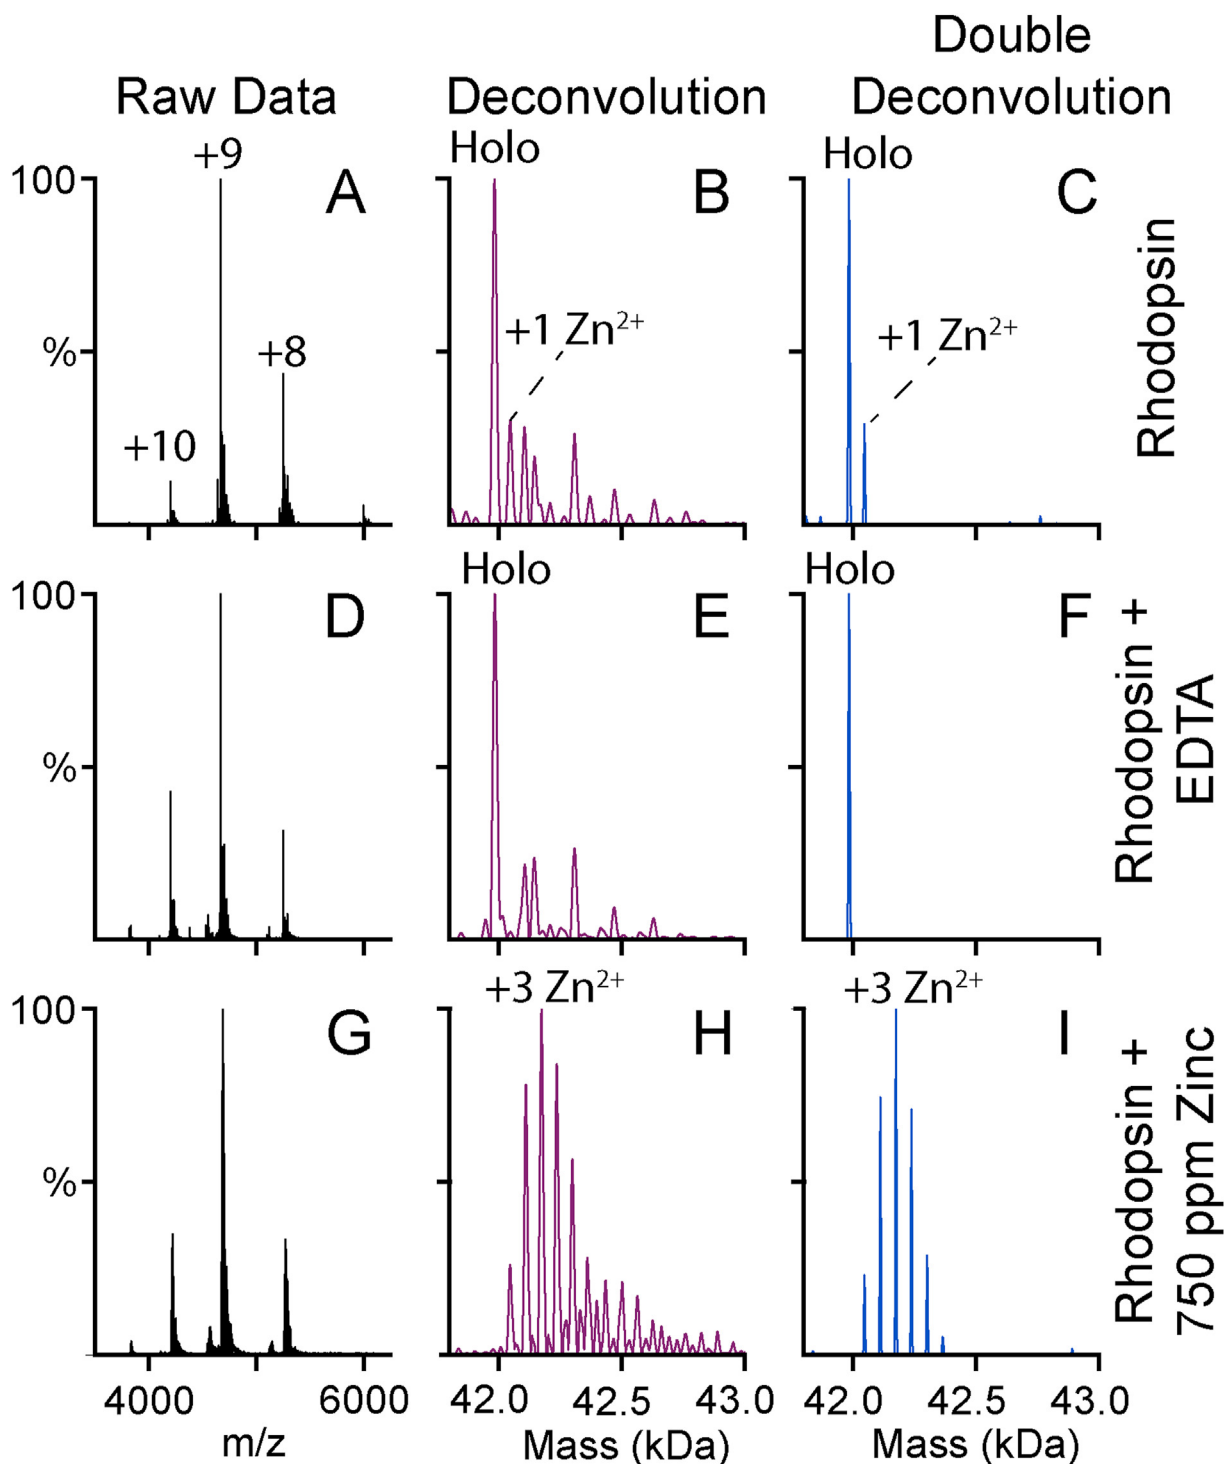 Double
Raw Data Deconvolution Deconvolution
+9 Holo Holo
100 A B C
+1 Zn²⁺ +1 Zn²⁺
% +8
+10
Rhodopsin
Holo Holo
100 D E F
%
Rhodopsin +
EDTA
+3 Zn²⁺ +3 Zn²⁺
100 G H I
%
Rhodopsin +
750 ppm Zinc
4000 6000 42.0 42.5 43.0 42.0 42.5 43.0
m/z Mass (kDa) Mass (kDa)